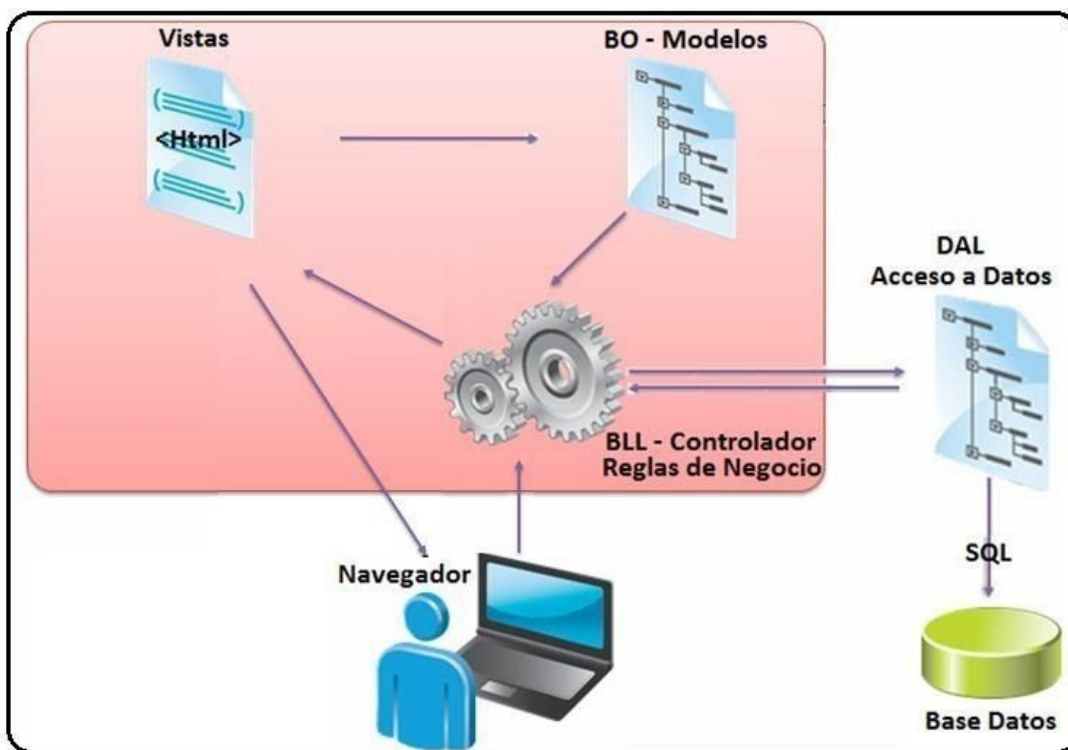 Vistas
BO - Modelos
<Html>
DAL
Acceso a Datos
BLL - Controlador
Reglas de Negocio
Navegador
SQL
Base Datos